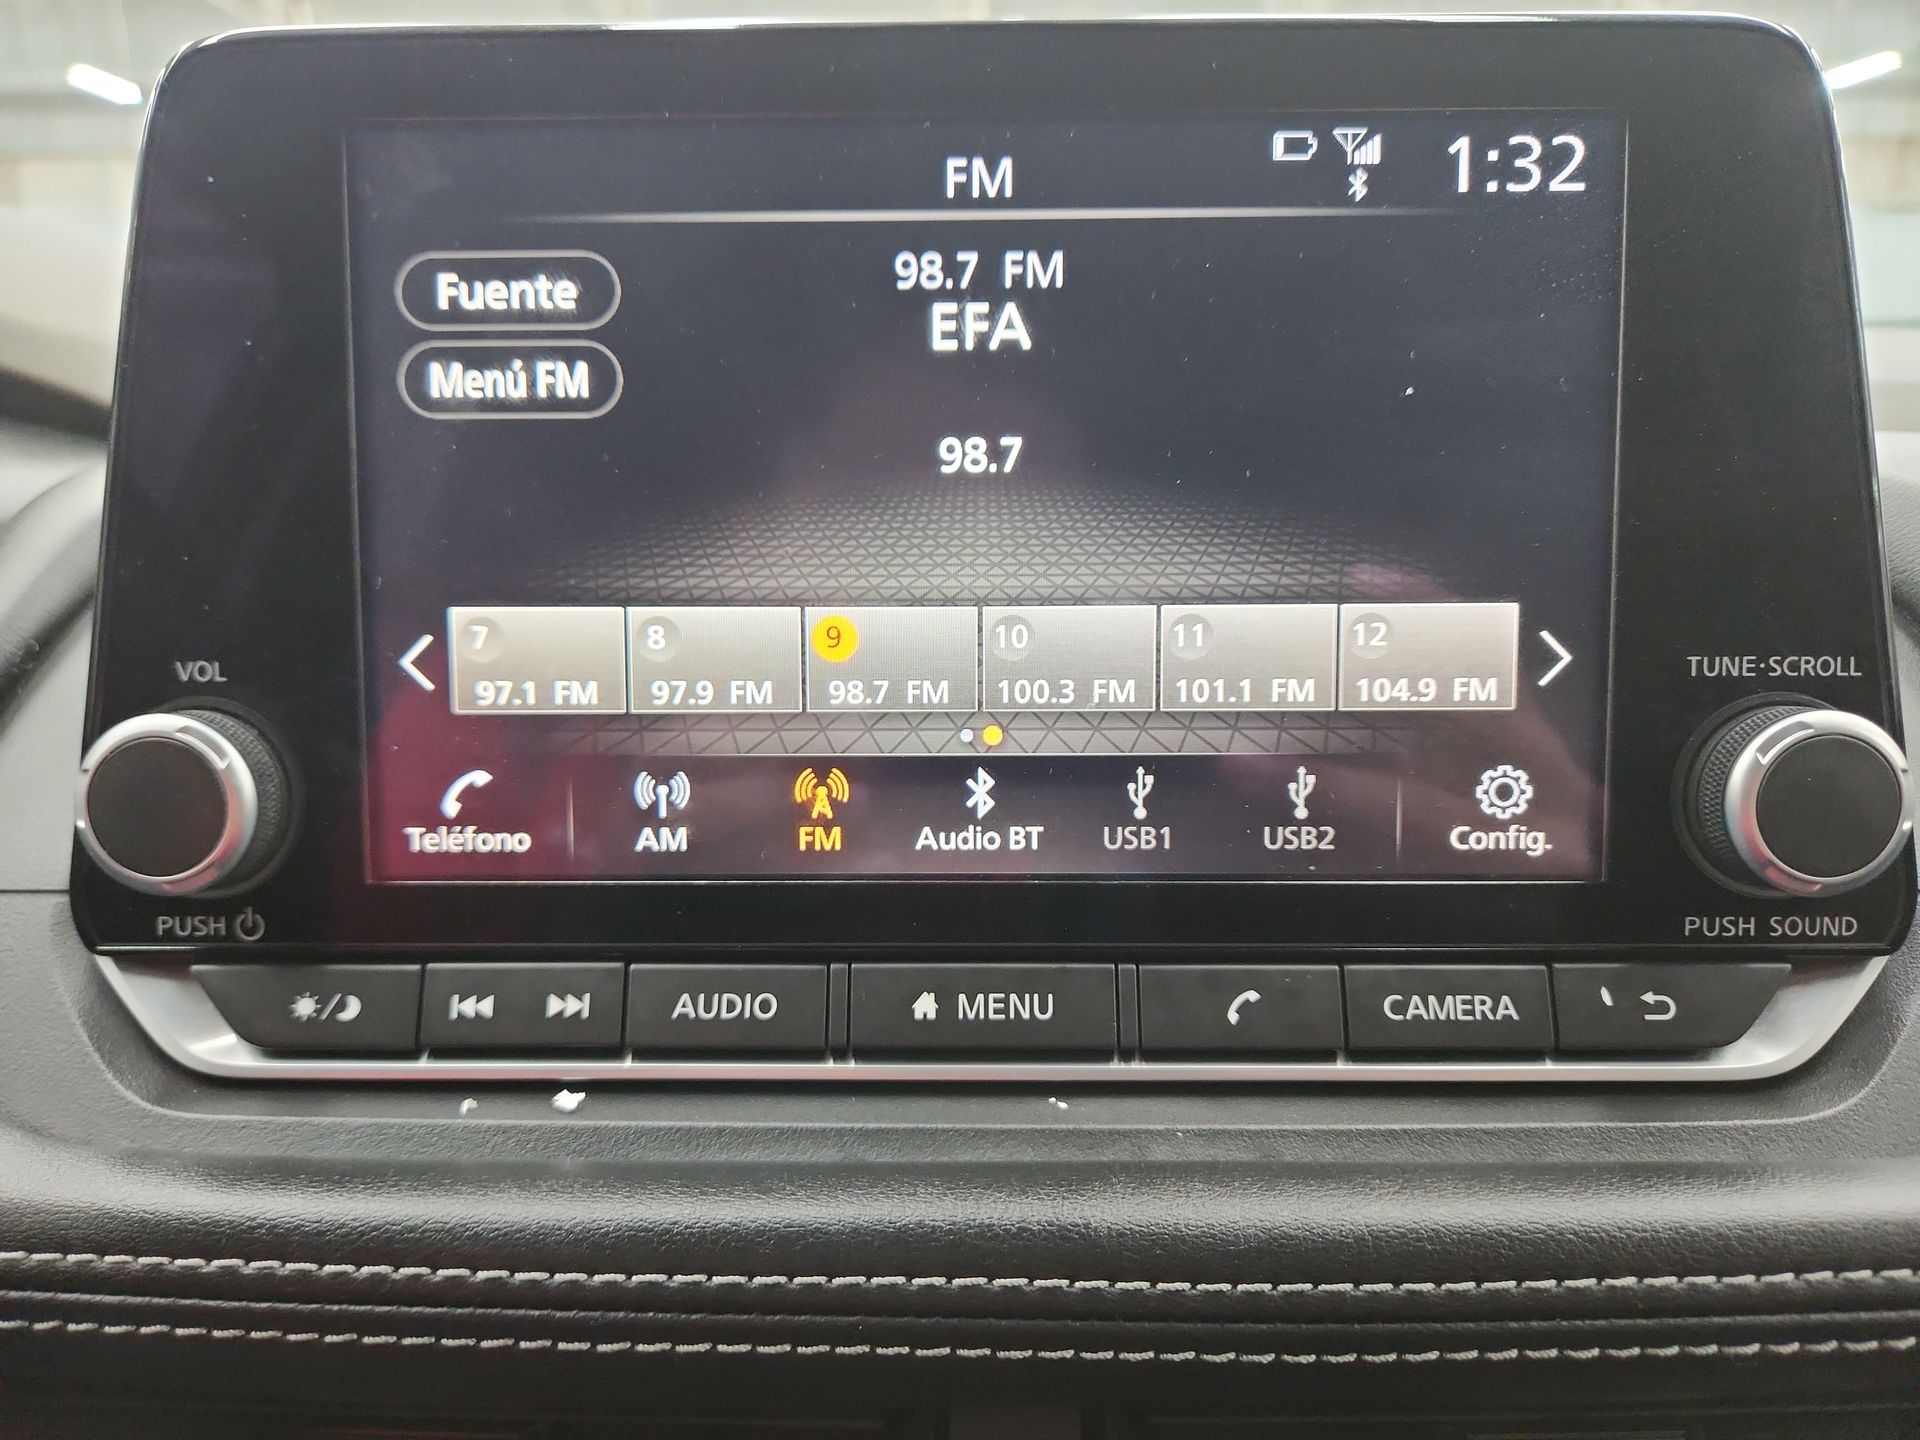 FM
1:32
Fuente
98.7 FM
EFA
Menú FM
98.7
7
8
9
10
11
12
97.1 FM
97.9 FM
98.7 FM
100.3 FM
101.1 FM
104.9 FM
VOL
TUNE·SCROLL
Teléfono
AM
FM
Audio BT
USB1
USB2
Config.
PUSH
PUSH SOUND
AUDIO
MENU
CAMERA